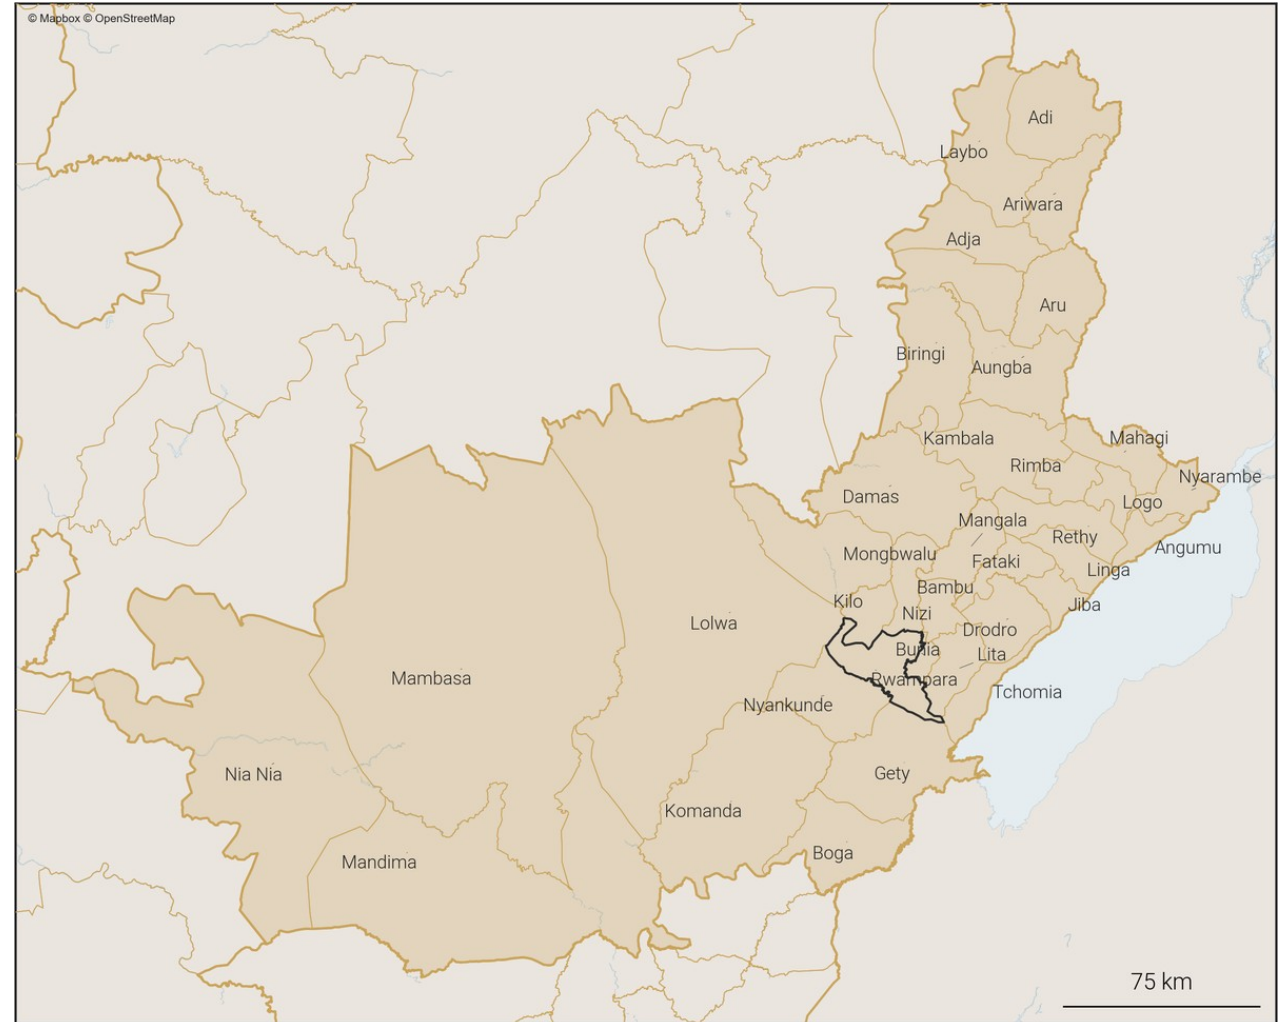 © Mapbox © OpenStreetMap
Adi
Laybo
Ariwara
Adja
Aru
Biringi
Aungba
Kambala
Mahagi
Rimba
Nyarambe
Damas
Logo
Mangala
Rethy
Angumu
Mongbwalu
Fataki
Linga
Bambu
Kilo
Jiba
Nizi
Lolwa
Drodro
Bunia
Lita
Mambasa
Rwampara
Tchomia
Nyankunde
Nia Nia
Gety
Komanda
Boga
Mandima
75 km